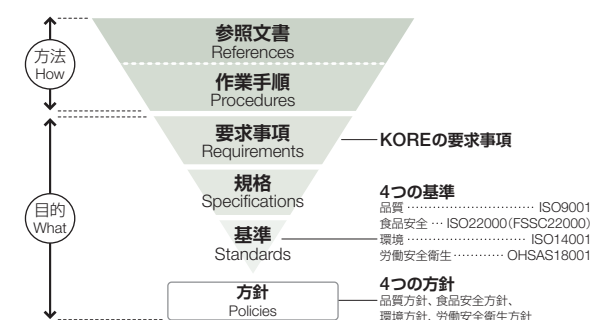 参照文書
References
方法
How
作業手順
Procedures
要求事項
Requirements
KOREの要求事項
規格
Specifications
目的
What
基準
Standards
4つの基準
品質 ………………………… ISO9001
食品安全 … ISO22000(FSSC22000)
環境 ………………………… ISO14001
労働安全衛生 ………… OHSAS18001
方針
Policies
4つの方針
品質方針、食品安全方針、
環境方針、労働安全衛生方針